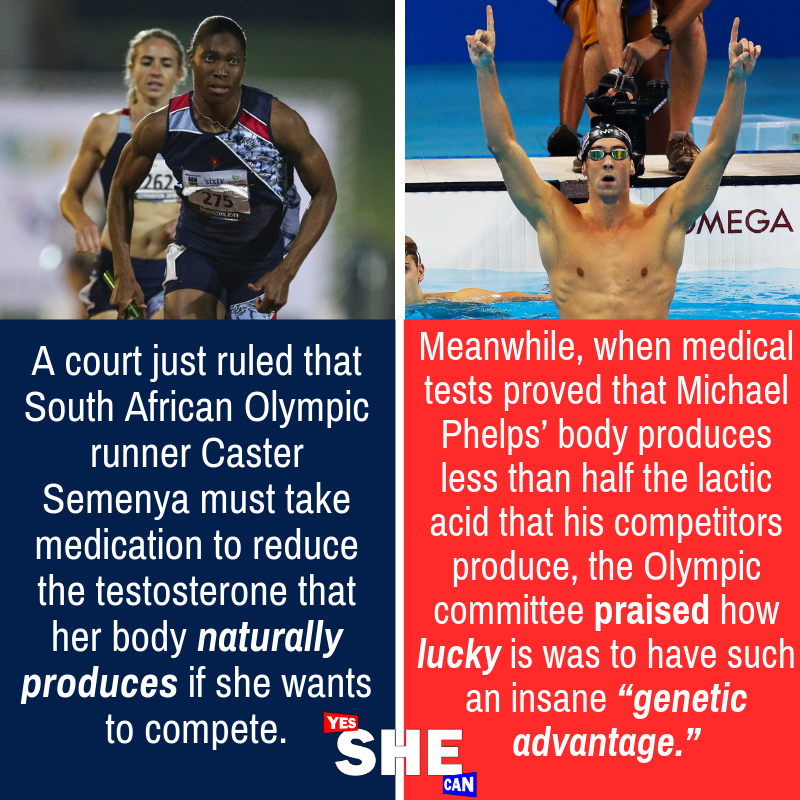 262
sixty
275
OMEGA
A court just ruled that
South African Olympic
runner Caster
Semenya must take
medication to reduce
the testosterone that
her body naturally
produces if she wants
to compete.
Meanwhile, when medical
tests proved that Michael
Phelps’ body produces
less than half the lactic
acid that his competitors
produce, the Olympic
committee praised how
lucky is was to have such
an insane “genetic
advantage.”
YES
SHE
CAN